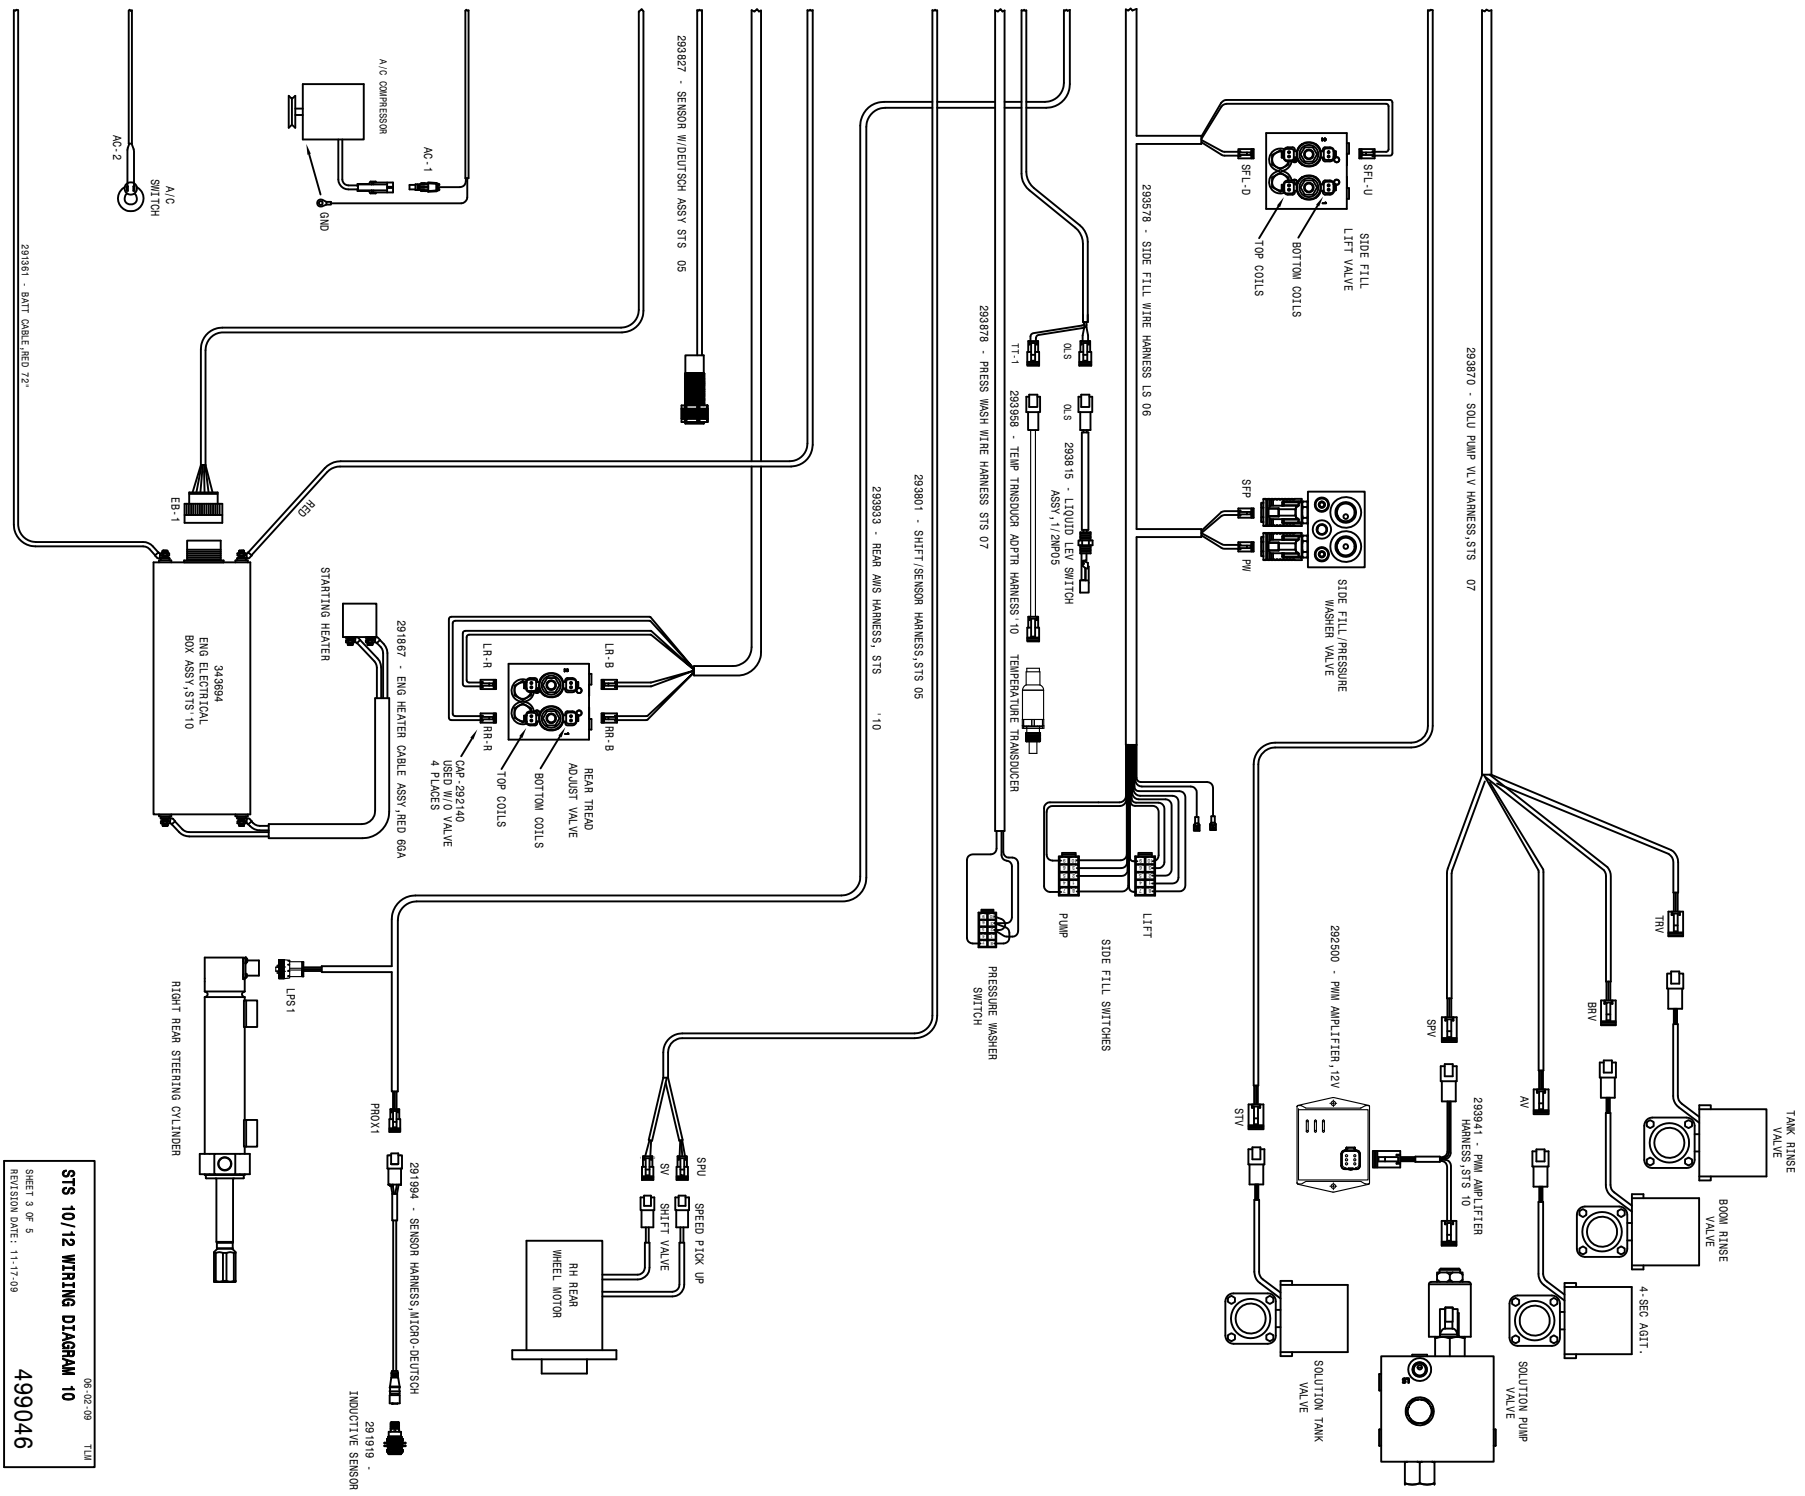 TANK RINSE
VALVE
TRV
BOOM RINSE
VALVE
BRV
4-SEC AGIT.
AV
SOLUTION PUMP
VALVE
SPV
293941 - PWM AMPLIFIER
HARNESS,STS 10
293870 - SOLU PUMP VLV HARNESS,STS 07
292500 - PWM AMPLIFIER,12V
STV
SOLUTION TANK
VALVE
SIDE FILL
LIFT VALVE
SFL-U
SFL-D
BOTTOM COILS
TOP COILS
SIDE FILL/PRESSURE
WASHER VALVE
SFP
PW
293578 - SIDE FILL WIRE HARNESS LS 06
LIFT
PUMP
SIDE FILL SWITCHES
OLS
OLS
293815 - LIQUID LEV SWITCH
ASSY,1/2NP05
TT-1
293958 - TEMP TRNSDUCR ADPTR HARNESS'10
TEMPERATURE TRANSDUCER
293878 - PRESS WASH WIRE HARNESS STS 07
PRESSURE WASHER
SWITCH
293801 - SHIFT/SENSOR HARNESS,STS 05
SPU
SPEED PICK UP
SV
SHIFT VALVE
RH REAR
WHEEL MOTOR
293933 - REAR AWS HARNESS, STS '10
PROX1
291994 - SENSOR HARNESS,MICRO-DEUTSCH
291919 -
INDUCTIVE SENSOR
LPS1
RIGHT REAR STEERING CYLINDER
293827 - SENSOR W/DEUTSCH ASSY STS 05
LR-B
RR-B
LR-R
RR-R
REAR TREAD
ADJUST VALVE
BOTTOM COILS
TOP COILS
CAP-292140
USED W/O VALVE
4 PLACES
A/C COMPRESSOR
AC-1
GND
A/C
SWITCH
AC-2
EB-1
RED
STARTING HEATER
291867 - ENG HEATER CABLE ASSY,RED 6GA
343694
ENG ELECTRICAL
BOX ASSY,STS'10
291361 - BATT CABLE,RED 72"
06-02-09 TLM
STS 10/12 WIRING DIAGRAM 10
SHEET 3 OF 5
REVISION DATE: 11-17-09
499046